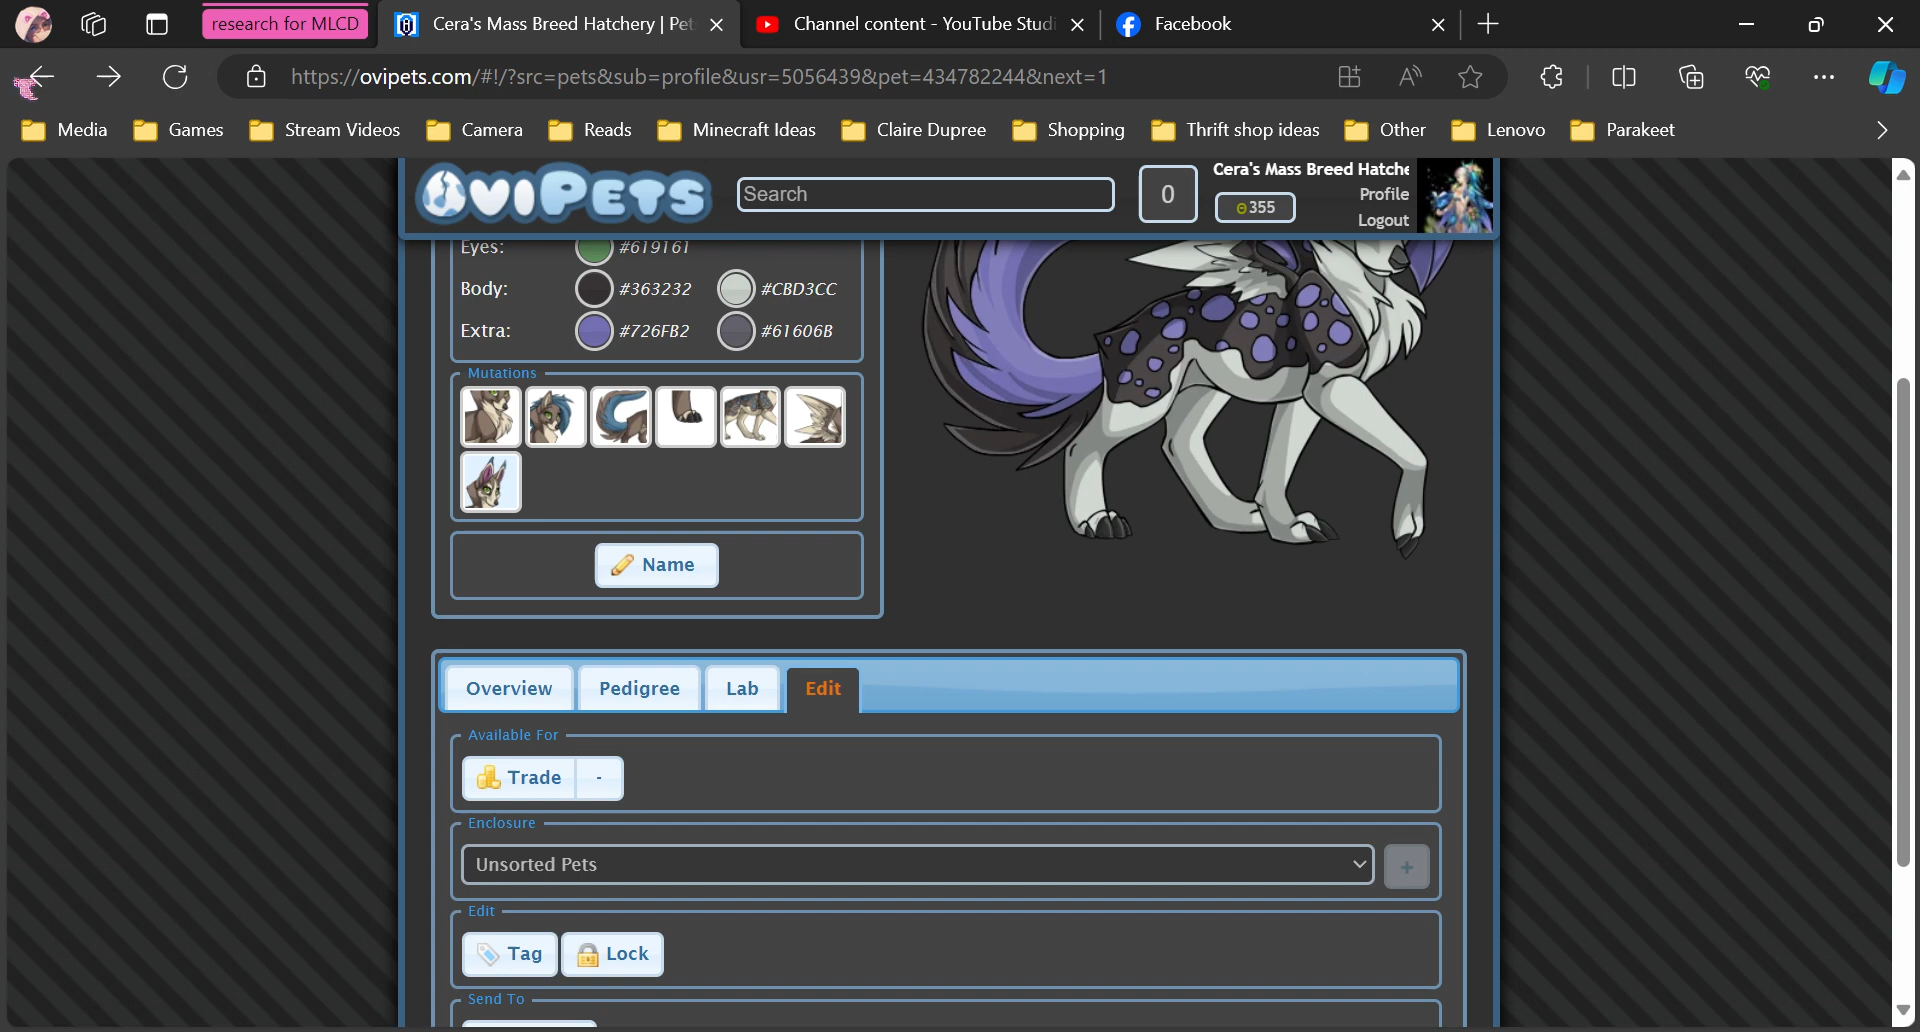 research for MLCD
Cera's Mass Breed Hatchery | Pet
Channel content - YouTube Studi
Facebook
https://ovipets.com/#!/?src=pets&sub=profile&usr=5056439&pet=434782244&next=1
Media
Games
Stream Videos
Camera
Reads
Minecraft Ideas
Claire Dupree
Shopping
Thrift shop ideas
Other
Lenovo
Parakeet
OviPets
Search
0
Cera's Mass Breed Hatche
355
Profile
Logout
Eyes: #619161
Body: #363232 #CBD3CC
Extra: #726FB2 #61606B
Mutations
Name
Overview
Pedigree
Lab
Edit
Available For
Trade -
Enclosure
Unsorted Pets
+
Edit
Tag
Lock
Send To